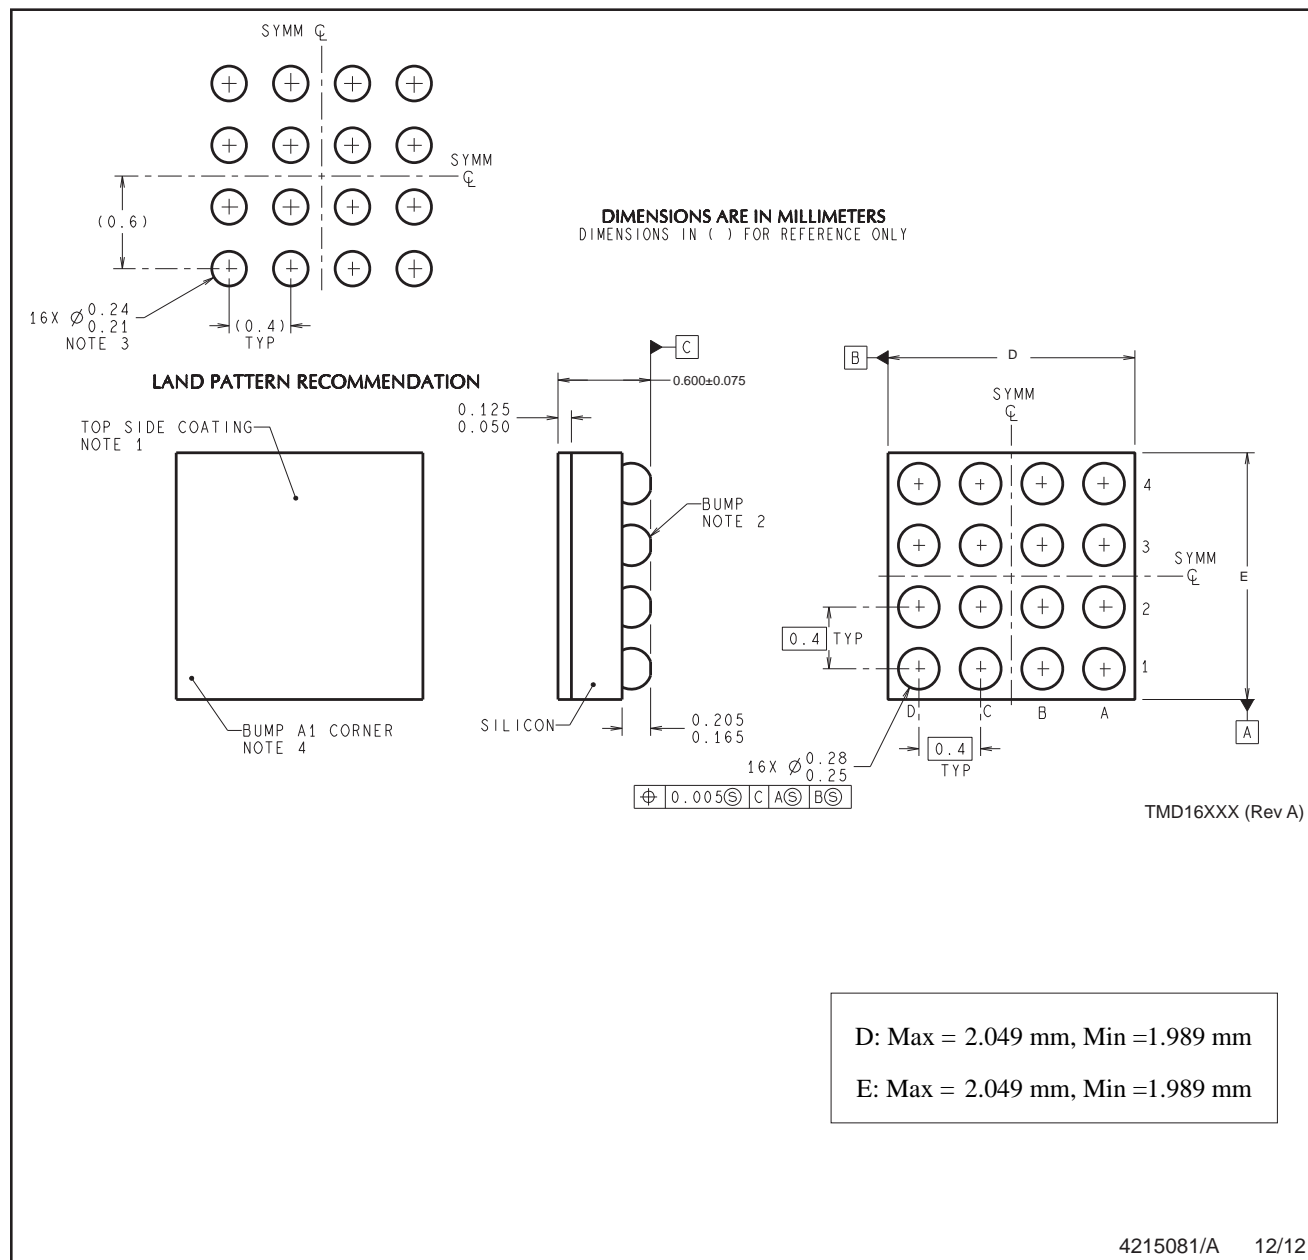 SYMM ℄
SYMM
℄
(0.6)
DIMENSIONS ARE IN MILLIMETERS
DIMENSIONS IN ( ) FOR REFERENCE ONLY
16X Ø 0.24
0.21
NOTE 3
(0.4)
TYP
LAND PATTERN RECOMMENDATION
TOP SIDE COATING
NOTE 1
BUMP A1 CORNER
NOTE 4
C
0.600±0.075
0.125
0.050
BUMP
NOTE 2
SILICON
0.205
0.165
B
D
SYMM
℄
4
3
2
1
SYMM
℄
E
0.4 TYP
D C B A
A
0.4
TYP
16X Ø 0.28
0.25
⌖ 0.005Ⓢ C AⓈ BⓈ
TMD16XXX (Rev A)
D: Max = 2.049 mm, Min =1.989 mm
E: Max = 2.049 mm, Min =1.989 mm
4215081/A 12/12